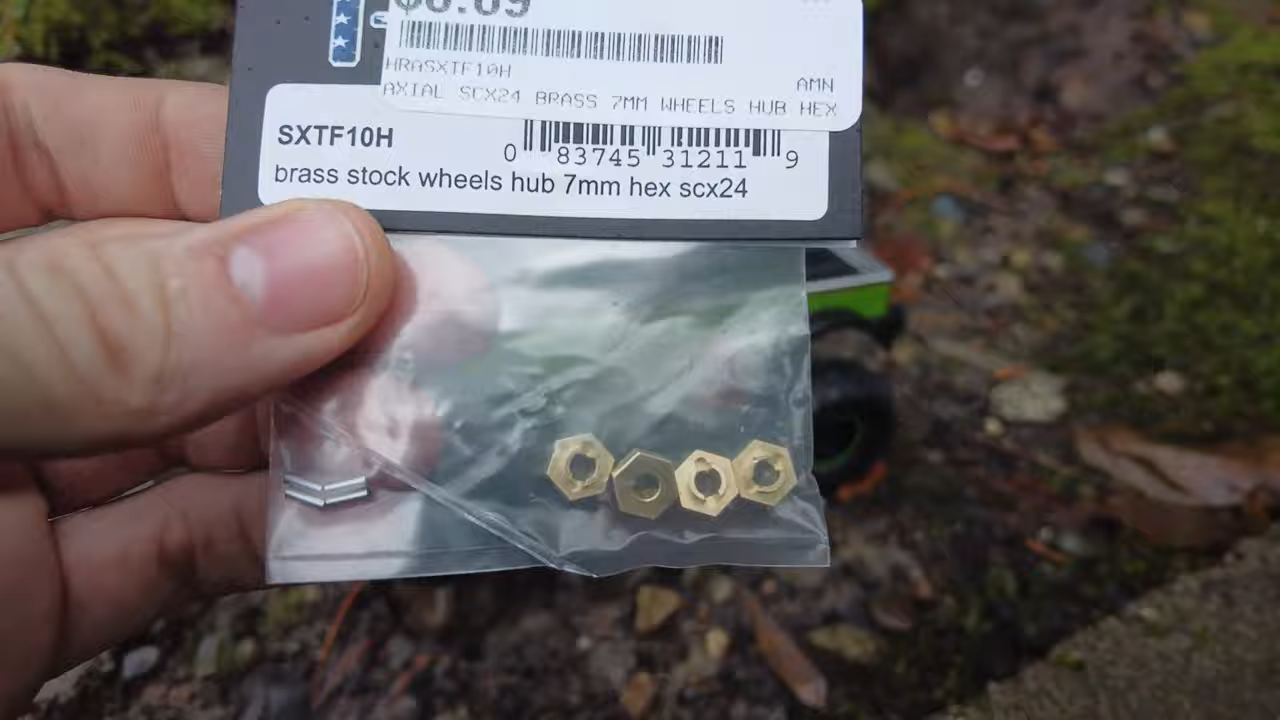 HRASXTF10H
AMN
AXIAL SCX24 BRASS 7MM WHEELS HUB HEX
SXTF10H
0 83745 31211 9
brass stock wheels hub 7mm hex scx24